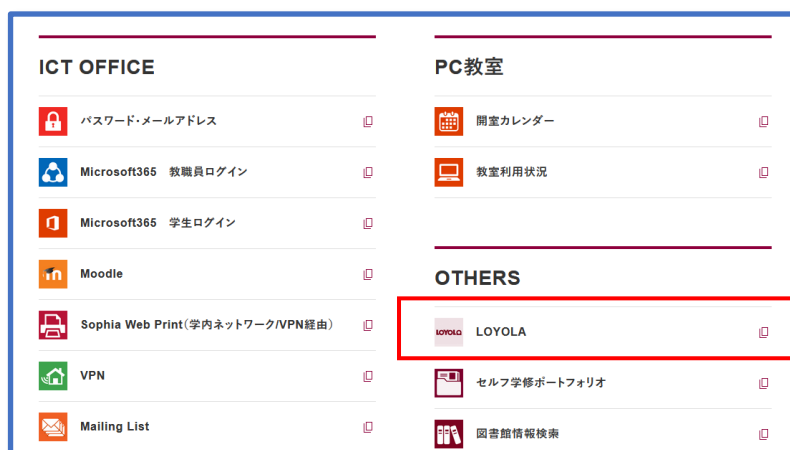 ICT OFFICE
パスワード・メールアドレス
Microsoft365 教職員ログイン
Microsoft365 学生ログイン
Moodle
Sophia Web Print（学内ネットワーク/VPN経由）
VPN
Mailing List
PC教室
開室カレンダー
教室利用状況
OTHERS
LOYOLA LOYOLA
セルフ学修ポートフォリオ
図書館情報検索